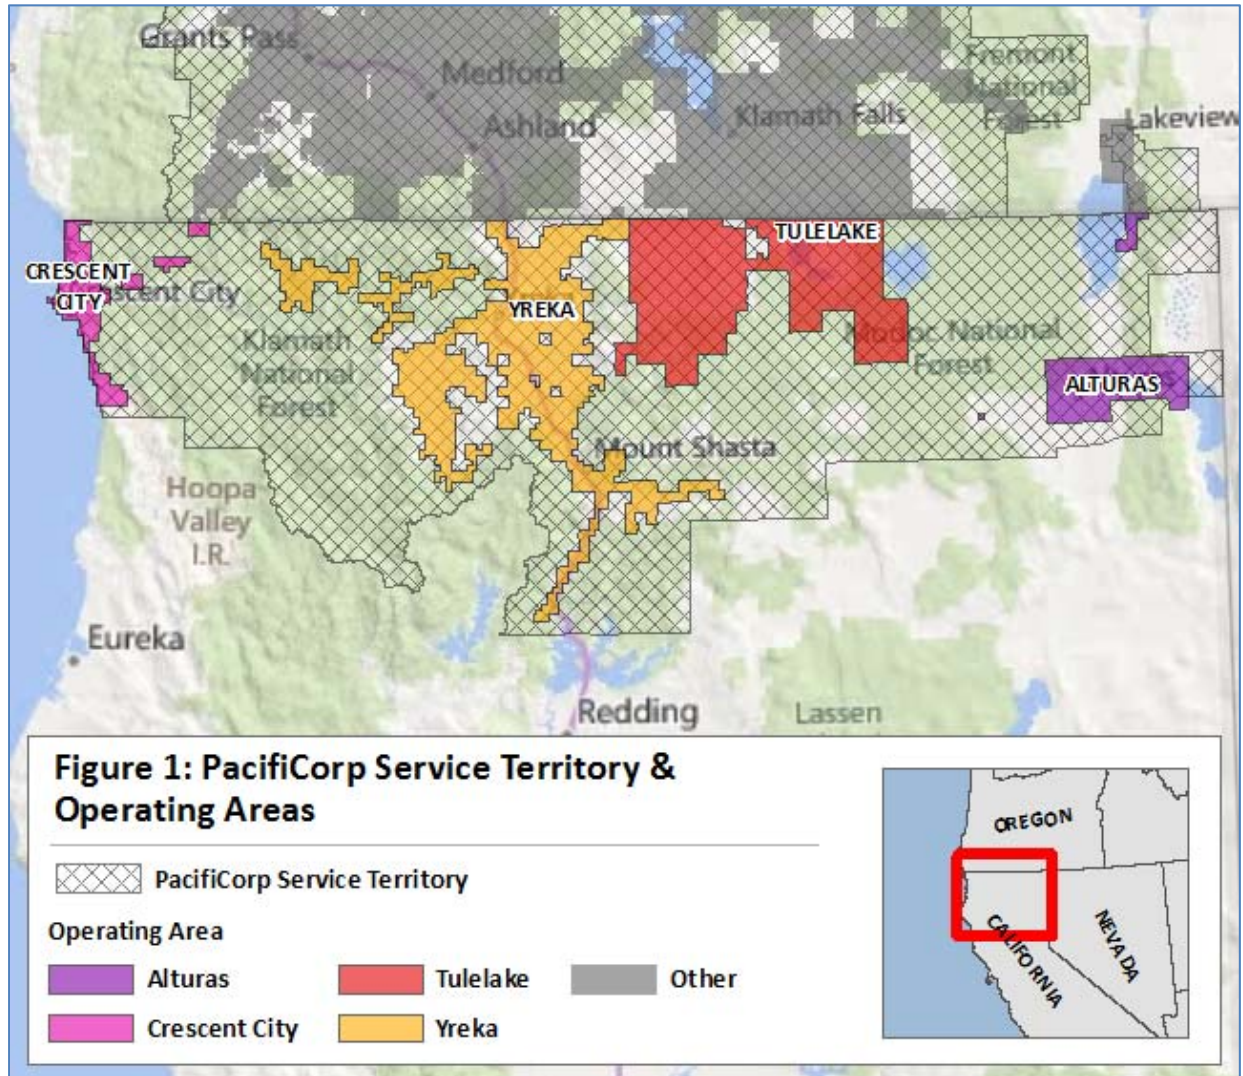 Grants Pass
Medford
Ashland
Klamath Falls
Fremont
National
Forest
Lakeview
CRESCENT
CITY
Crescent City
TULELAKE
YREKA
Klamath
National
Forest
Modoc National
Forest
ALTURAS
Mount Shasta
Hoopa
Valley
I.R.
Eureka
Redding
Lassen
Figure 1: PacifiCorp Service Territory &
Operating Areas
PacifiCorp Service Territory
Operating Area
Alturas
Tulelake
Other
Crescent City
Yreka
OREGON
CALIFORNIA
NEVADA